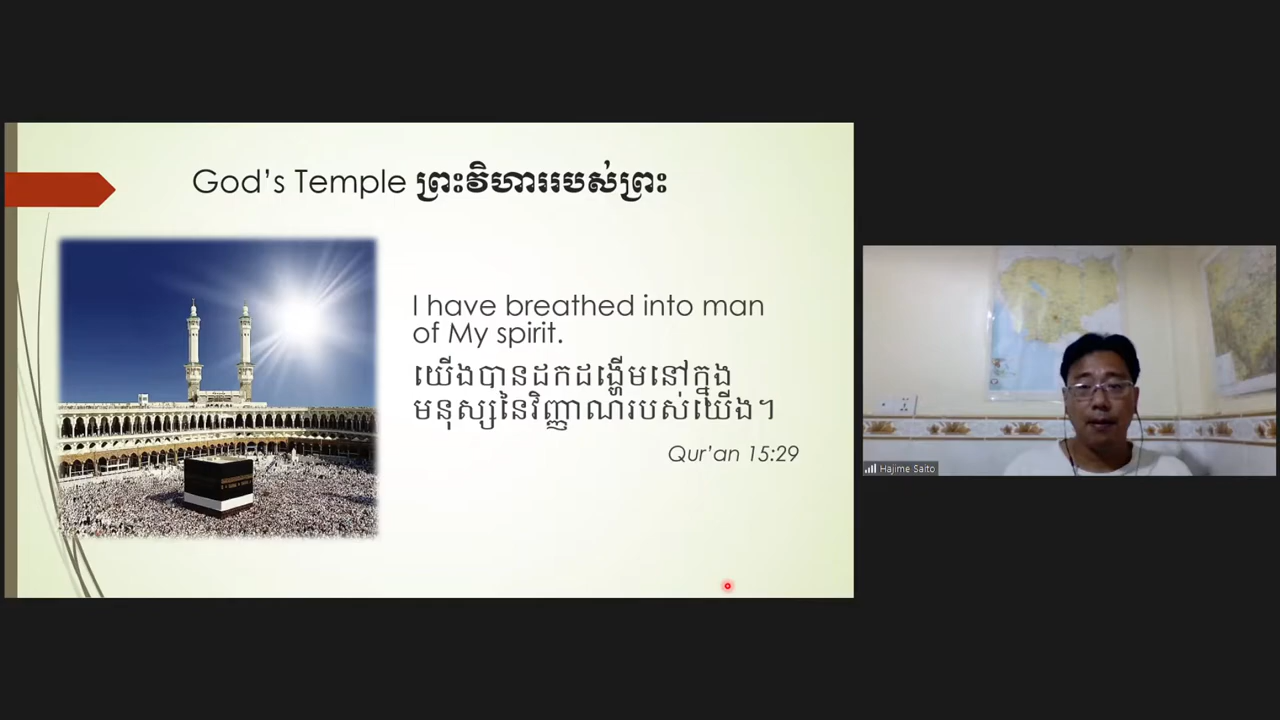 God's Temple ព្រះវិហាររបស់ព្រះ
I have breathed into man
of My spirit.
យើងបានដកដង្ហើមនៅក្នុង
មនុស្សនៃវិញ្ញាណរបស់យើង។
Qur'an 15:29
Hajime Saito